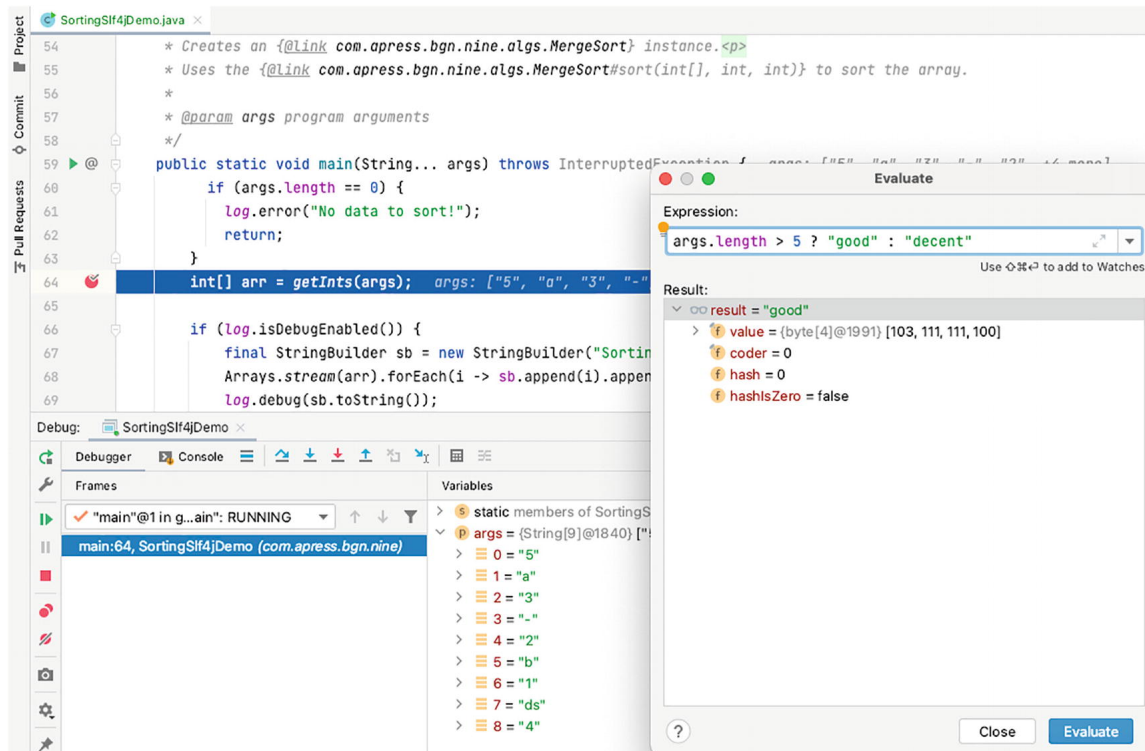 Project
Commit
Pull Requests
SortingSlf4jDemo.java
54 * Creates an {@link com.apress.bgn.nine.algs.MergeSort} instance.<p>
55 * Uses the {@link com.apress.bgn.nine.algs.MergeSort#sort(int[], int, int)} to sort the array.
56 *
57 * @param args program arguments
58 */
59 @ public static void main(String... args) throws InterruptedException { args: ["5", "a", "3", "-", "2", +4 more]
60 if (args.length == 0) {
61 log.error("No data to sort!");
62 return;
63 }
64 int[] arr = getInts(args); args: ["5", "a", "3", "-"
65
66 if (log.isDebugEnabled()) {
67 final StringBuilder sb = new StringBuilder("Sortin
68 Arrays.stream(arr).forEach(i -> sb.append(i).appen
69 log.debug(sb.toString());
Debug: SortingSlf4jDemo
Debugger Console
Frames
"main"@1 in g...ain": RUNNING
main:64, SortingSlf4jDemo (com.apress.bgn.nine)
Variables
static members of SortingS
args = {String[9]@1840} ["5
0 = "5"
1 = "a"
2 = "3"
3 = "-"
4 = "2"
5 = "b"
6 = "1"
7 = "ds"
8 = "4"
Evaluate
Expression:
args.length > 5 ? "good" : "decent"
Use ⇧⌘↩ to add to Watches
Result:
result = "good"
value = {byte[4]@1991} [103, 111, 111, 100]
coder = 0
hash = 0
hashIsZero = false
? Close Evaluate